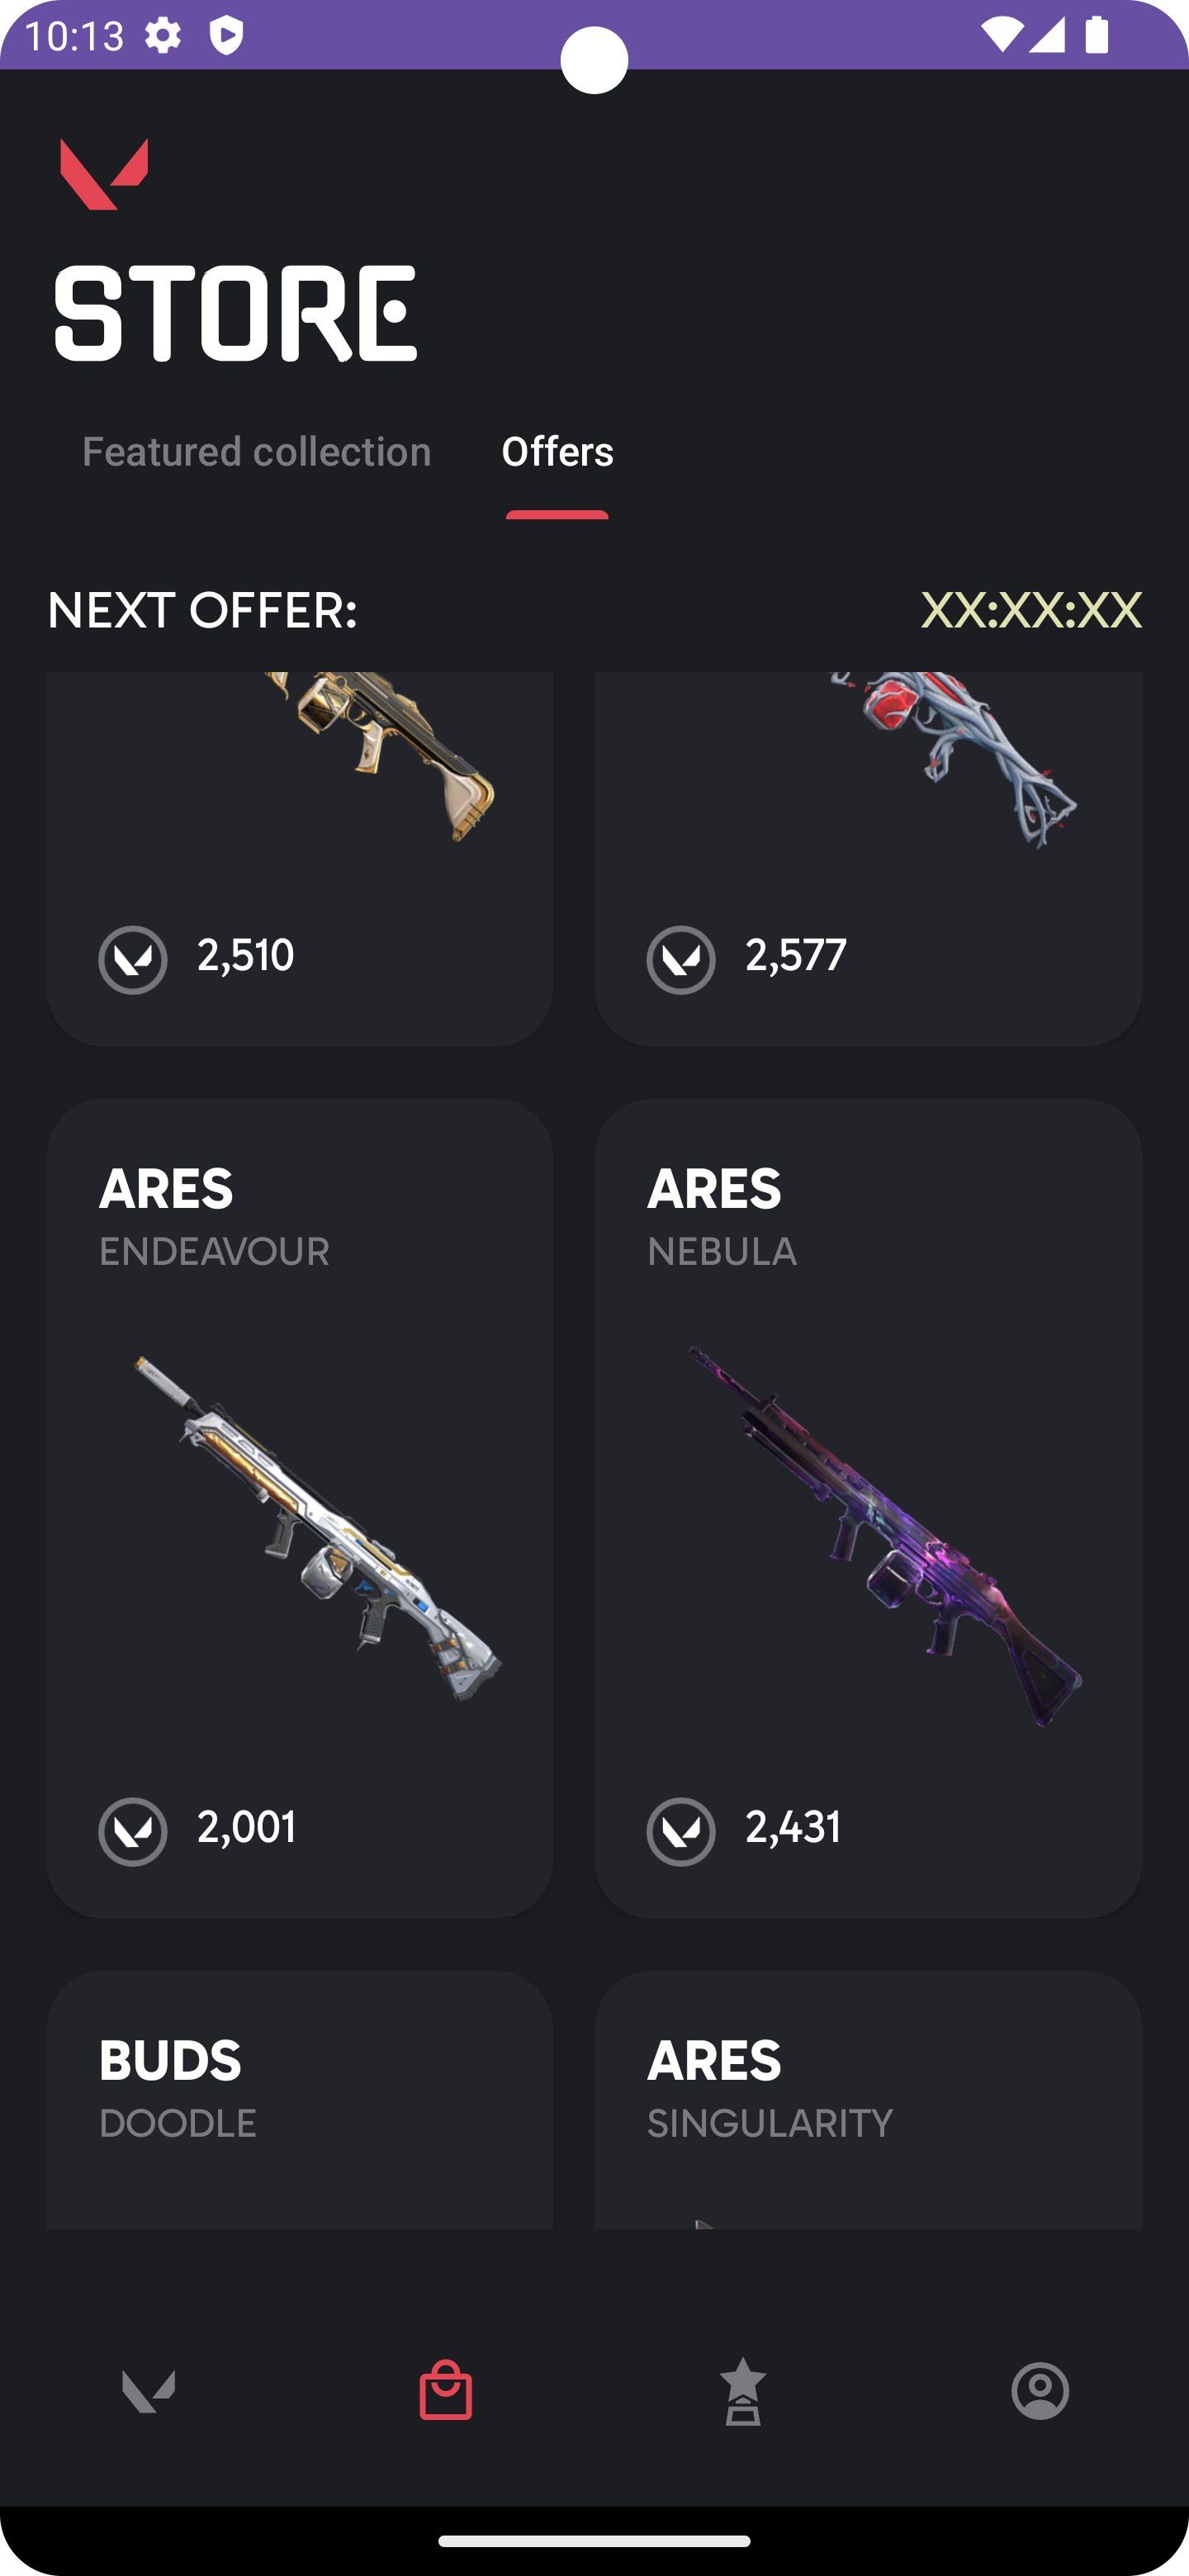 10:13
STORE
Featured collection Offers
NEXT OFFER: XX:XX:XX
2,510 2,577
ARES ARES
ENDEAVOUR NEBULA
2,001 2,431
BUDS ARES
DOODLE SINGULARITY